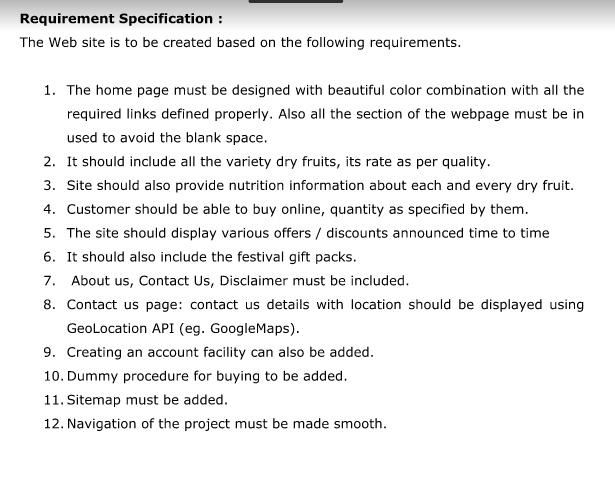 Requirement Specification :
The Web site is to be created based on the following requirements.
1. The home page must be designed with beautiful color combination with all the
required links defined properly. Also all the section of the webpage must be in
used to avoid the blank space.
2. It should include all the variety dry fruits, its rate as per quality.
3. Site should also provide nutrition information about each and every dry fruit.
4. Customer should be able to buy online, quantity as specified by them.
5. The site should display various offers / discounts announced time to time
6. It should also include the festival gift packs.
7. About us, Contact Us, Disclaimer must be included.
8. Contact us page: contact us details with location should be displayed using
GeoLocation API (eg. GoogleMaps).
9. Creating an account facility can also be added.
10. Dummy procedure for buying to be added.
11. Sitemap must be added.
12. Navigation of the project must be made smooth.